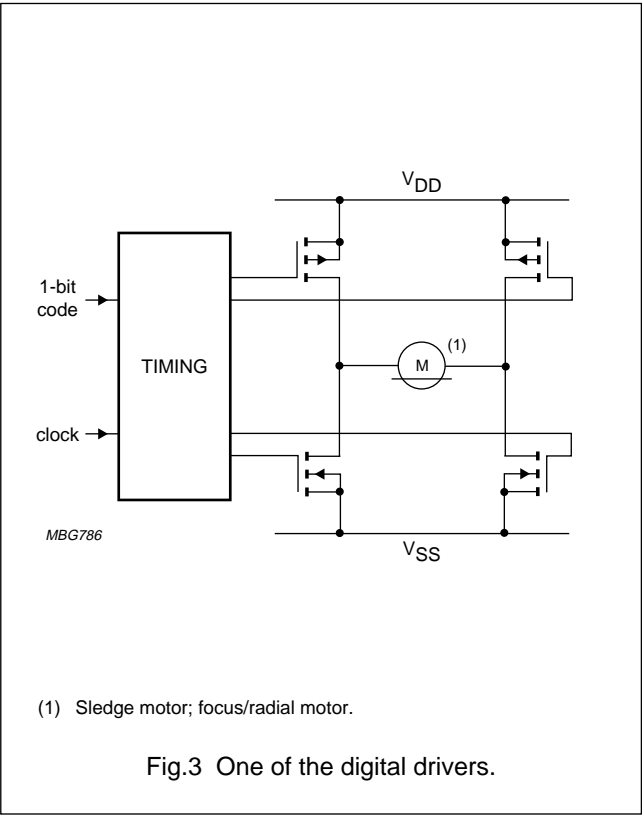 VDD
1-bit
code
TIMING
(1)
M
clock
MBG786
VSS
(1) Sledge motor; focus/radial motor.
Fig.3 One of the digital drivers.